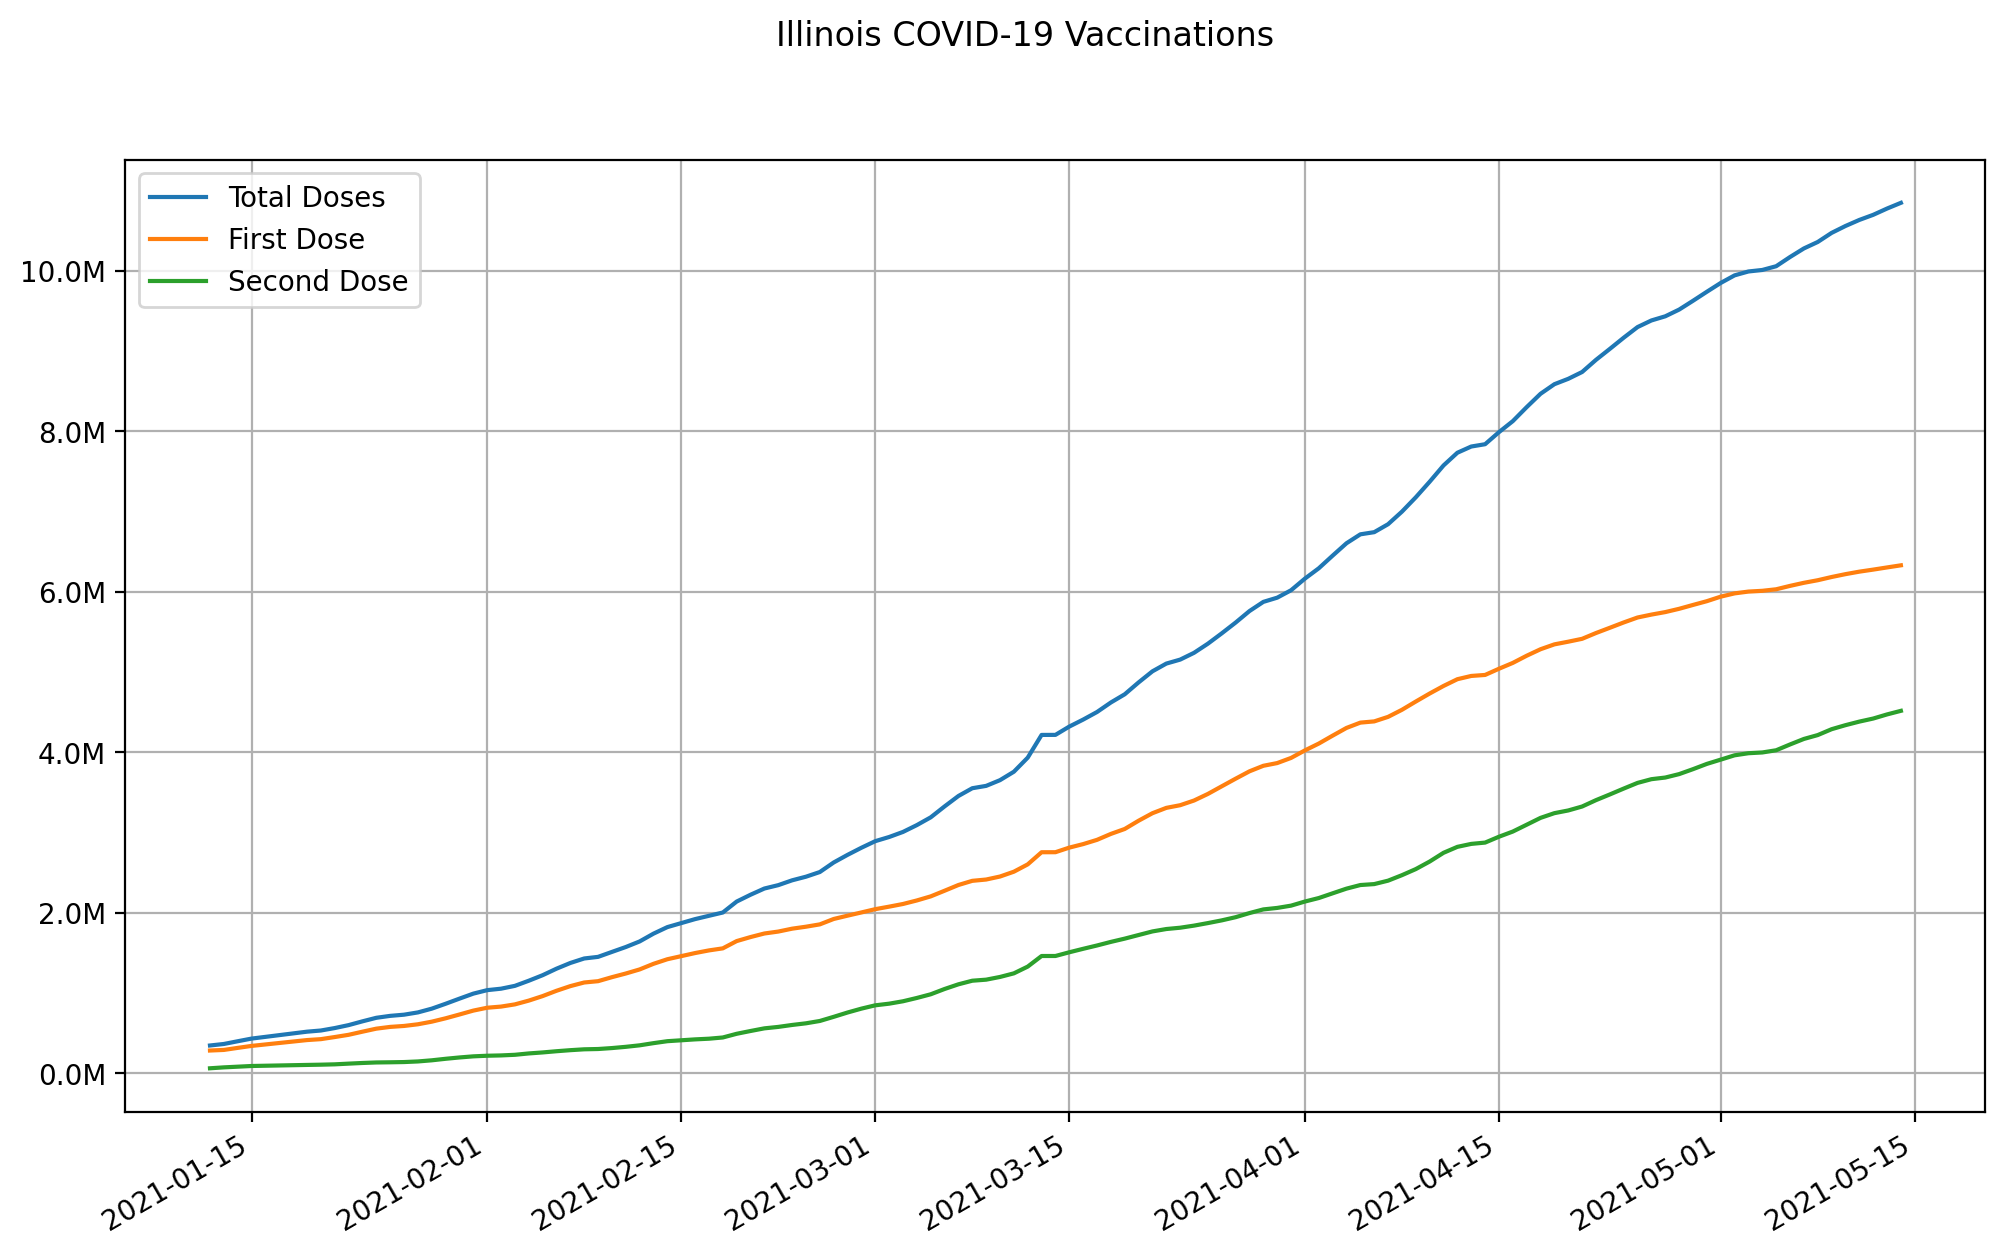 Illinois COVID-19 Vaccinations
Total Doses
First Dose
Second Dose
10.0M
8.0M
6.0M
4.0M
2.0M
0.0M
2021-01-15
2021-02-01
2021-02-15
2021-03-01
2021-03-15
2021-04-01
2021-04-15
2021-05-01
2021-05-15